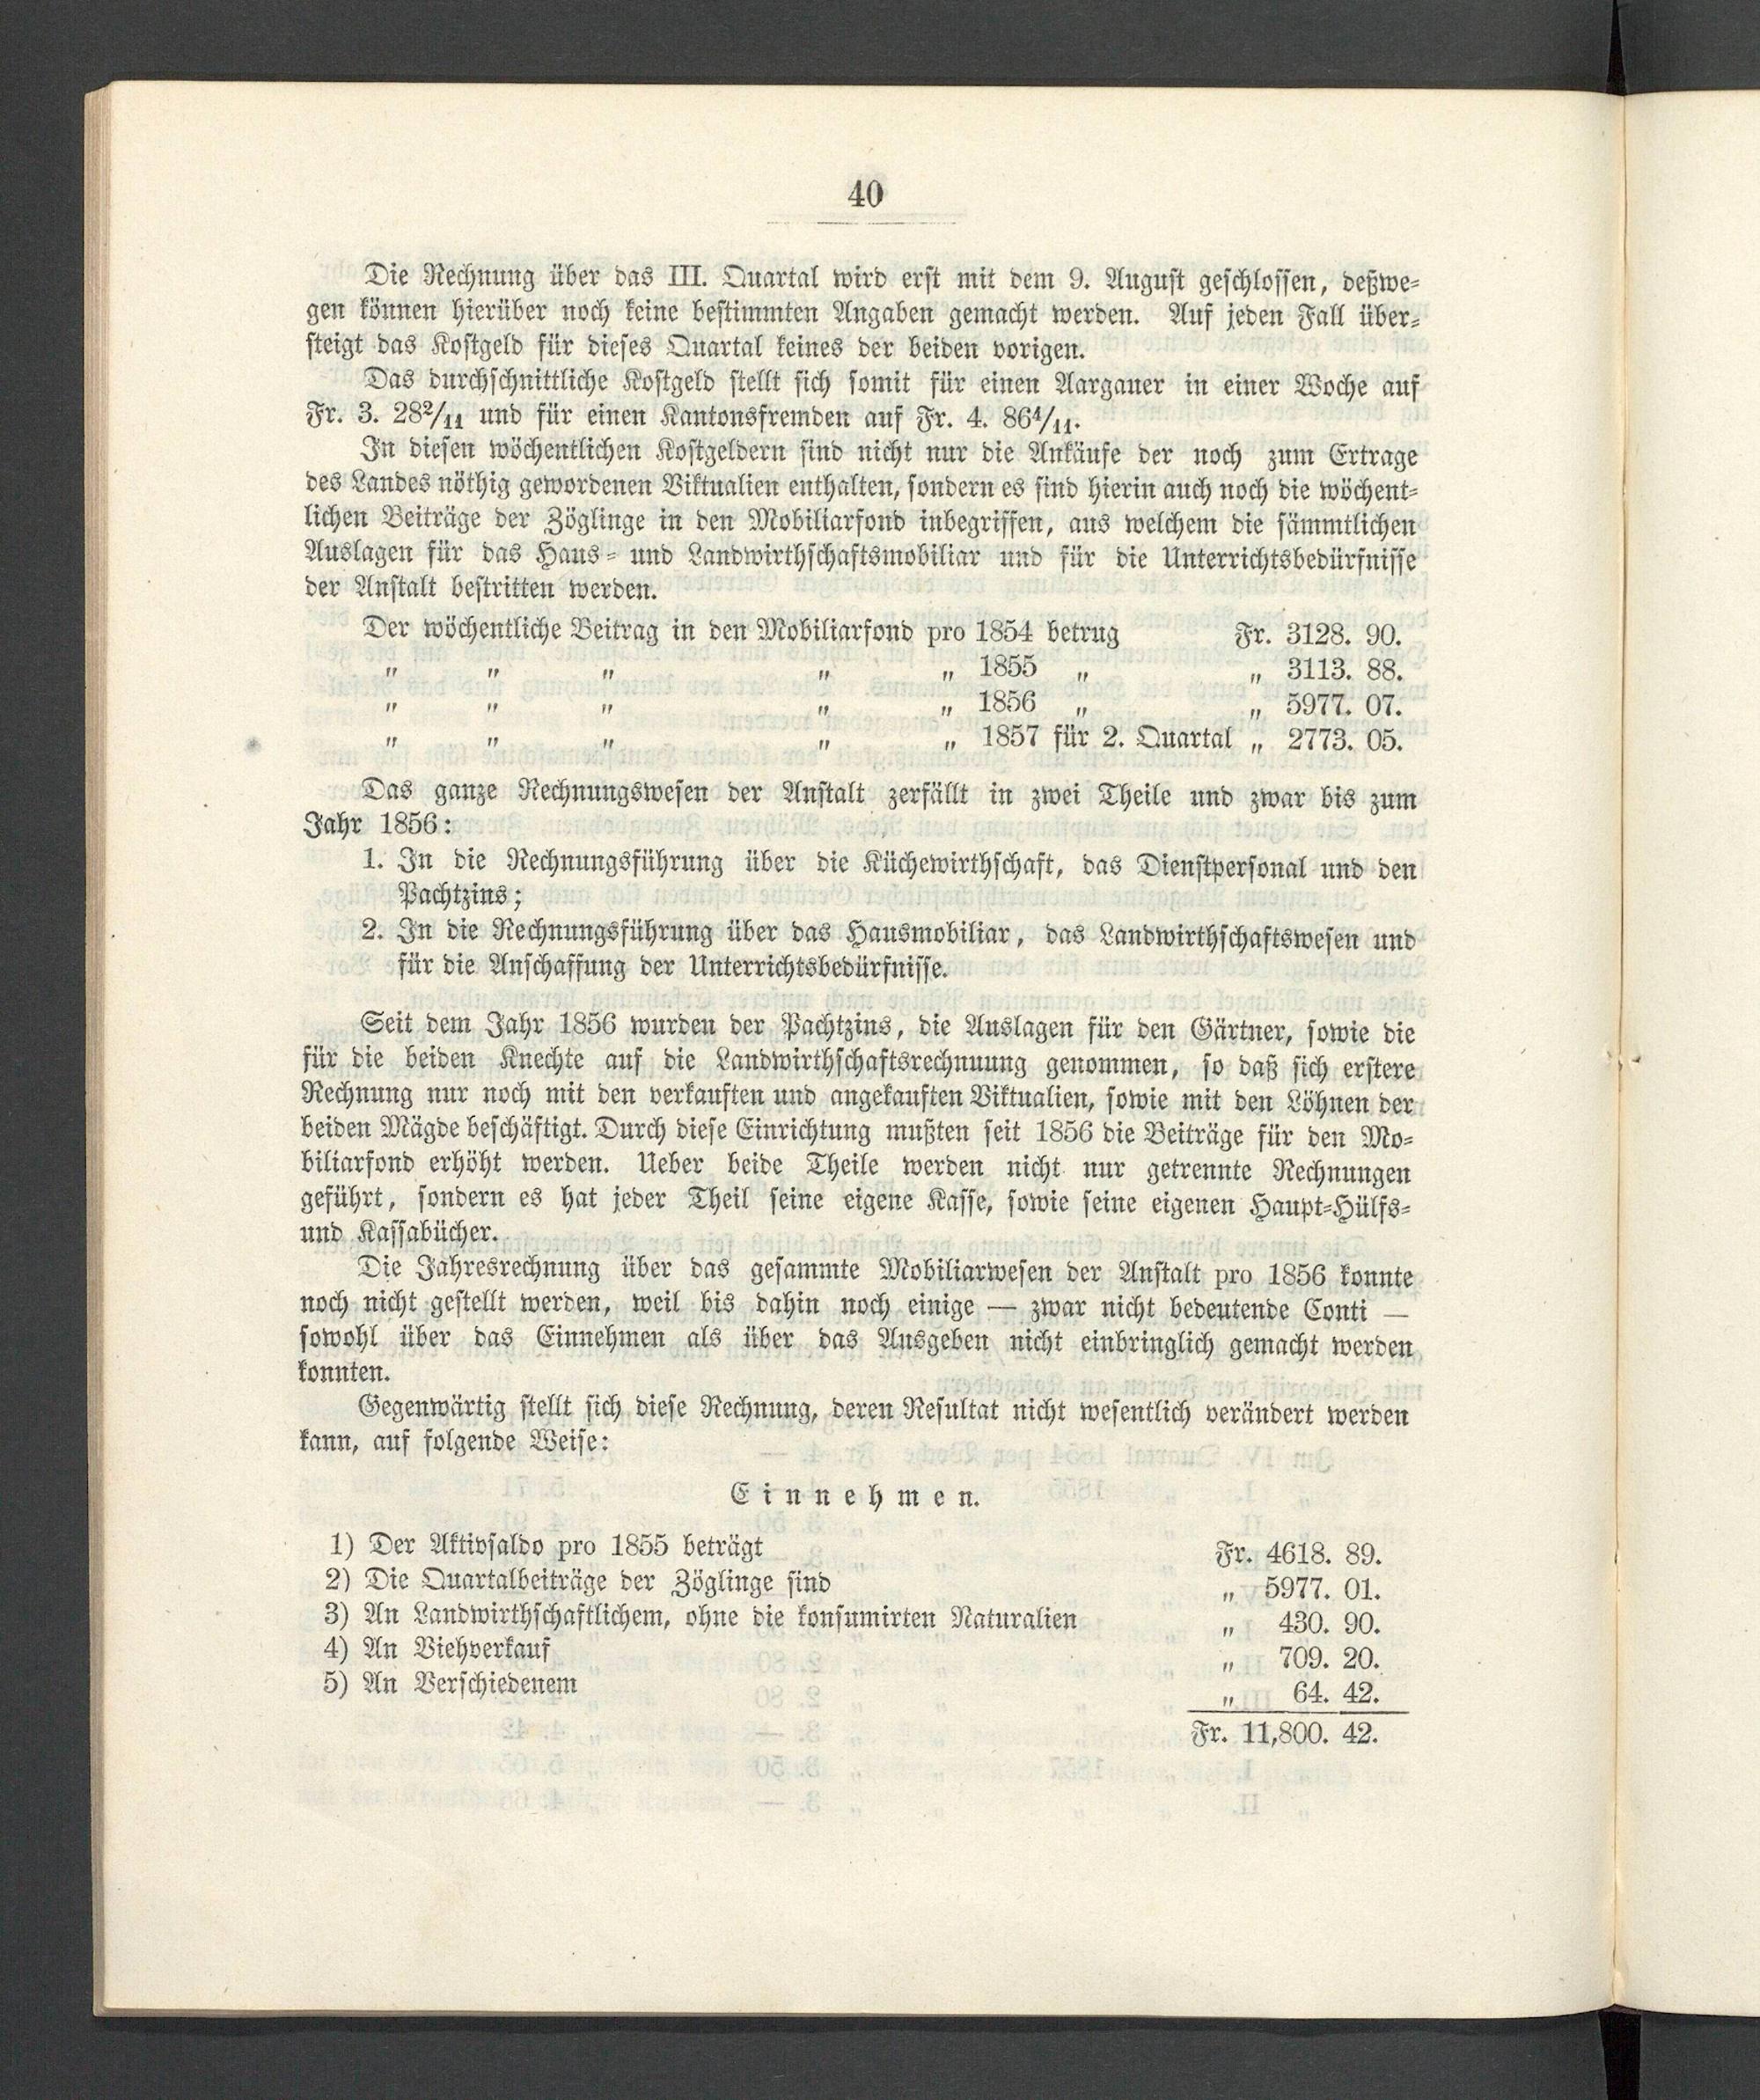 40
Die Rechnung über das III. Quartal wird erst mit dem 9. August geschlossen, deßwe-
gen können hierüber noch keine bestimmten Angaben gemacht werden. Auf jeden Fall über-
steigt das Kostgeld für dieses Quartal keines der beiden vorigen.
Das durchschnittliche Kostgeld stellt sich somit für einen Aargauer in einer Woche auf
Fr. 3. 28²/₁₁ und für einen Kantonsfremden auf Fr. 4. 86⁴/₁₁.
In diesen wöchentlichen Kostgeldern sind nicht nur die Ankäufe der noch zum Ertrage
des Landes nöthig gewordenen Viktualien enthalten, sondern es sind hierin auch noch die wöchent-
lichen Beiträge der Zöglinge in den Mobiliarfond inbegriffen, aus welchem die sämmtlichen
Auslagen für das Haus- und Landwirthschaftsmobiliar und für die Unterrichtsbedürfnisse
der Anstalt bestritten werden.
Der wöchentliche Beitrag in den Mobiliarfond pro 1854 betrug Fr. 3128. 90.
„ „ „ „ „ 1855 „ „ 3113. 88.
„ „ „ „ „ 1856 „ „ 5977. 07.
„ „ „ „ „ 1857 für 2. Quartal „ 2773. 05.
Das ganze Rechnungswesen der Anstalt zerfällt in zwei Theile und zwar bis zum
Jahr 1856:
1. In die Rechnungsführung über die Küchewirthschaft, das Dienstpersonal und den
Pachtzins;
2. In die Rechnungsführung über das Hausmobiliar, das Landwirthschaftswesen und
für die Anschaffung der Unterrichtsbedürfnisse.
Seit dem Jahr 1856 wurden der Pachtzins, die Auslagen für den Gärtner, sowie die
für die beiden Knechte auf die Landwirthschaftsrechnuung genommen, so daß sich erstere
Rechnung nur noch mit den verkauften und angekauften Viktualien, sowie mit den Löhnen der
beiden Mägde beschäftigt. Durch diese Einrichtung mußten seit 1856 die Beiträge für den Mo-
biliarfond erhöht werden. Ueber beide Theile werden nicht nur getrennte Rechnungen
geführt, sondern es hat jeder Theil seine eigene Kasse, sowie seine eigenen Haupt-Hülfs-
und Kassabücher.
Die Jahresrechnung über das gesammte Mobiliarwesen der Anstalt pro 1856 konnte
noch nicht gestellt werden, weil bis dahin noch einige — zwar nicht bedeutende Conti —
sowohl über das Einnehmen als über das Ausgeben nicht einbringlich gemacht werden
konnten.
Gegenwärtig stellt sich diese Rechnung, deren Resultat nicht wesentlich verändert werden
kann, auf folgende Weise:
Einnehmen.
1) Der Aktivsaldo pro 1855 beträgt Fr. 4618. 89.
2) Die Quartalbeiträge der Zöglinge sind „ 5977. 01.
3) An Landwirthschaftlichem, ohne die konsumirten Naturalien „ 430. 90.
4) An Viehverkauf „ 709. 20.
5) An Verschiedenem „ 64. 42.
Fr. 11,800. 42.